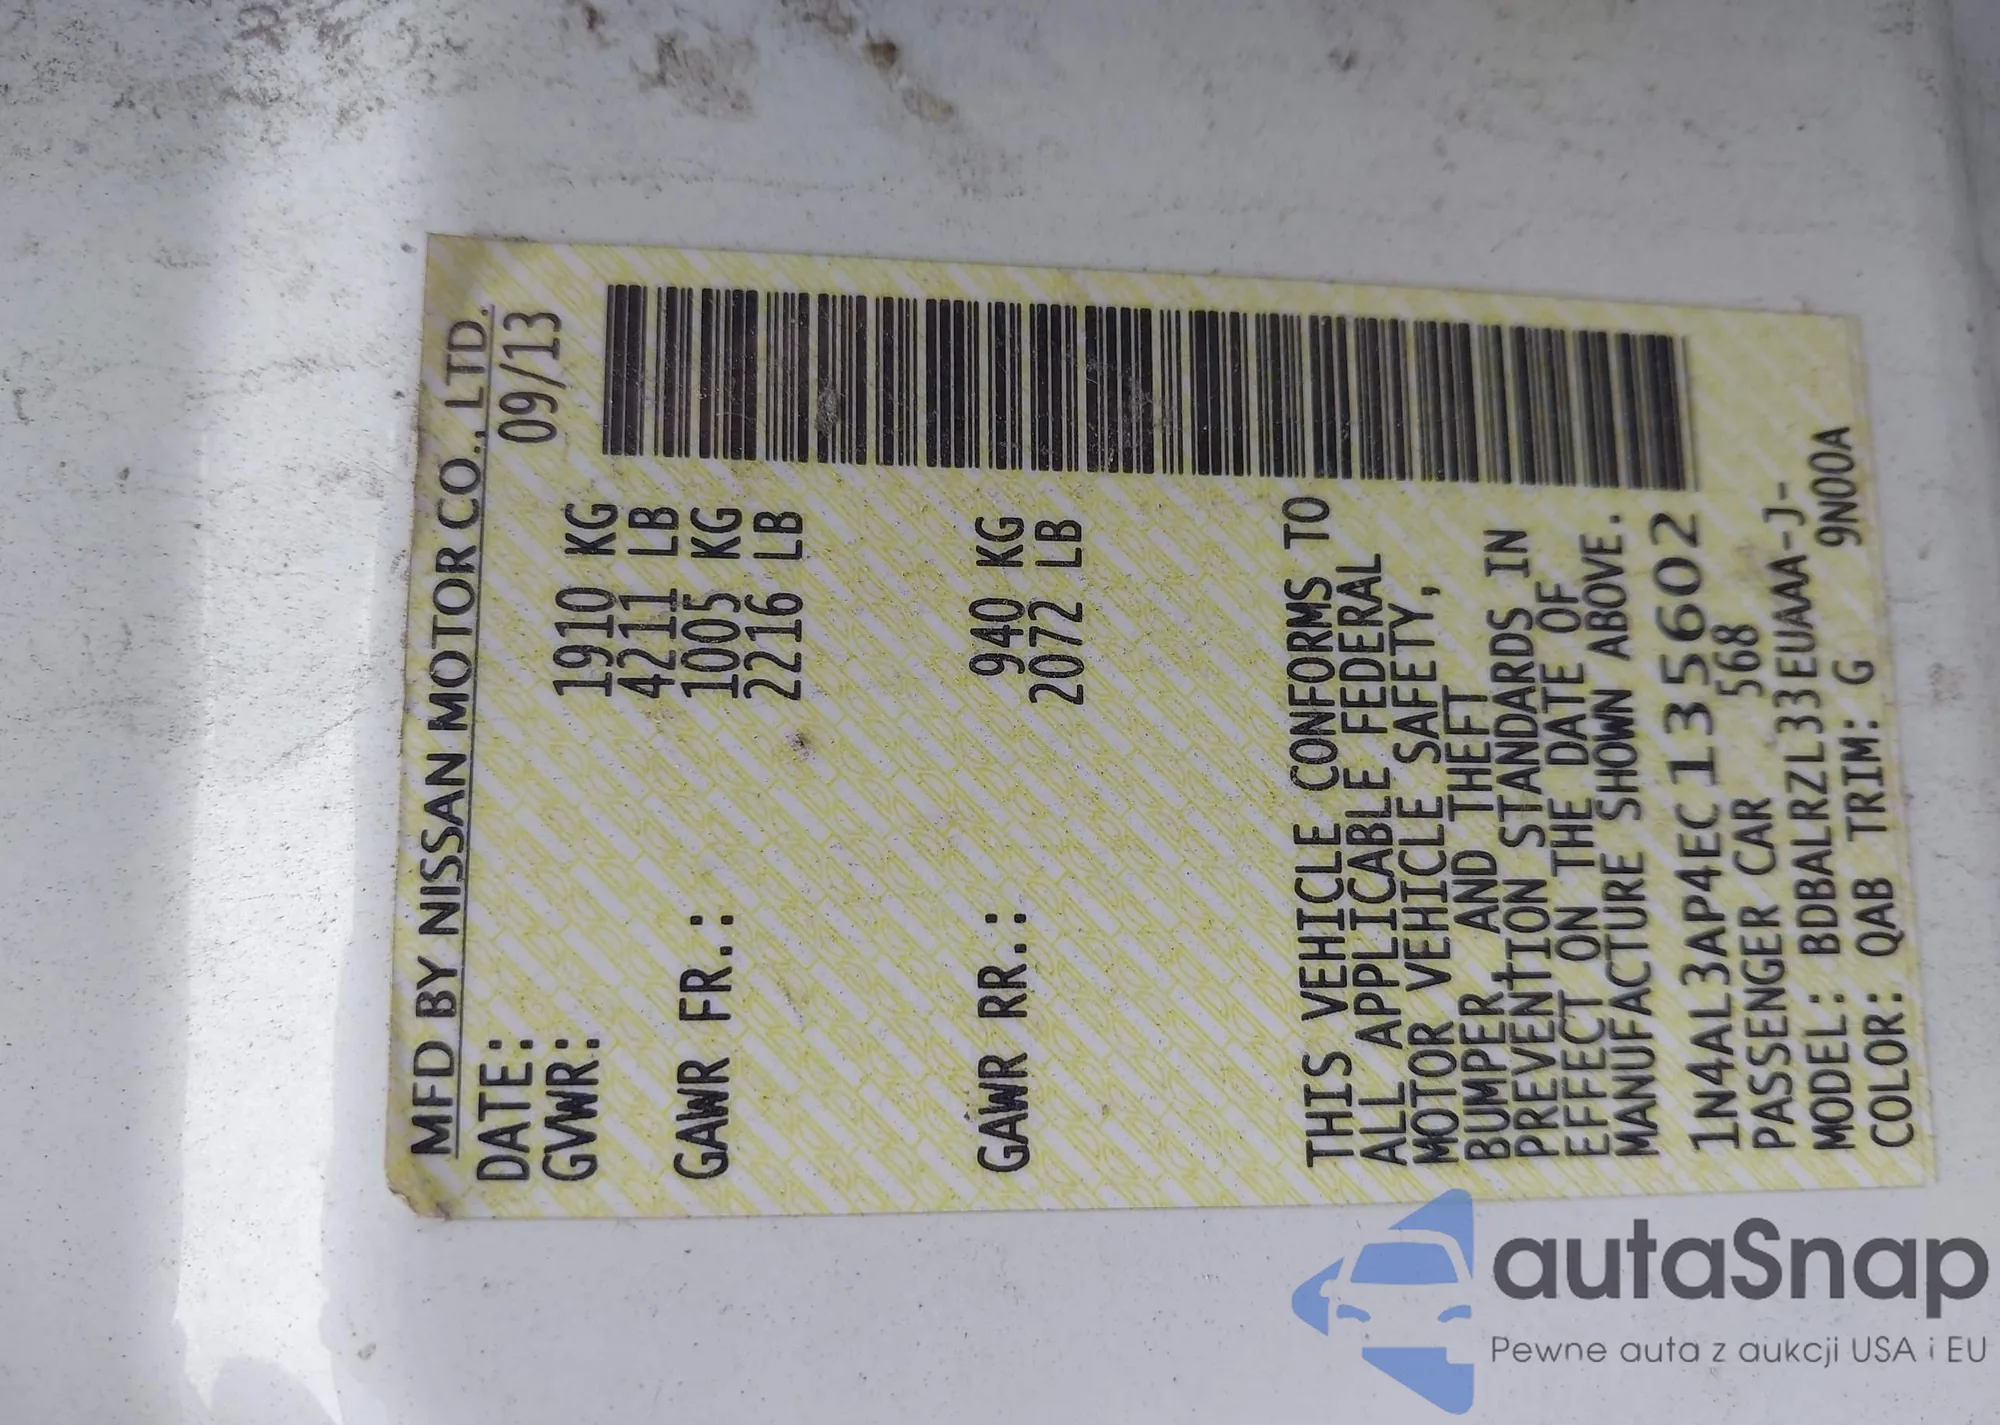 MFD BY NISSAN MOTOR CO., LTD.
DATE: 09/13
GVWR: 1910 KG
4211 LB
GAWR FR.: 1005 KG
2216 LB
GAWR RR.: 940 KG
2072 LB
THIS VEHICLE CONFORMS TO
ALL APPLICABLE FEDERAL
MOTOR VEHICLE SAFETY,
BUMPER AND THEFT
PREVENtION STANDARDS IN
EFFECT ON THE DATE OF
MANUFACTURE SHOWN ABOVE.
1N4AL3AP4EC135602
PASSENGER CAR 568
MODEL: BDBALRZL33EUAAA-J-
COLOR: QAB TRIM: G 9N00A
autaSnap
Pewne auta z aukcji USA i EU